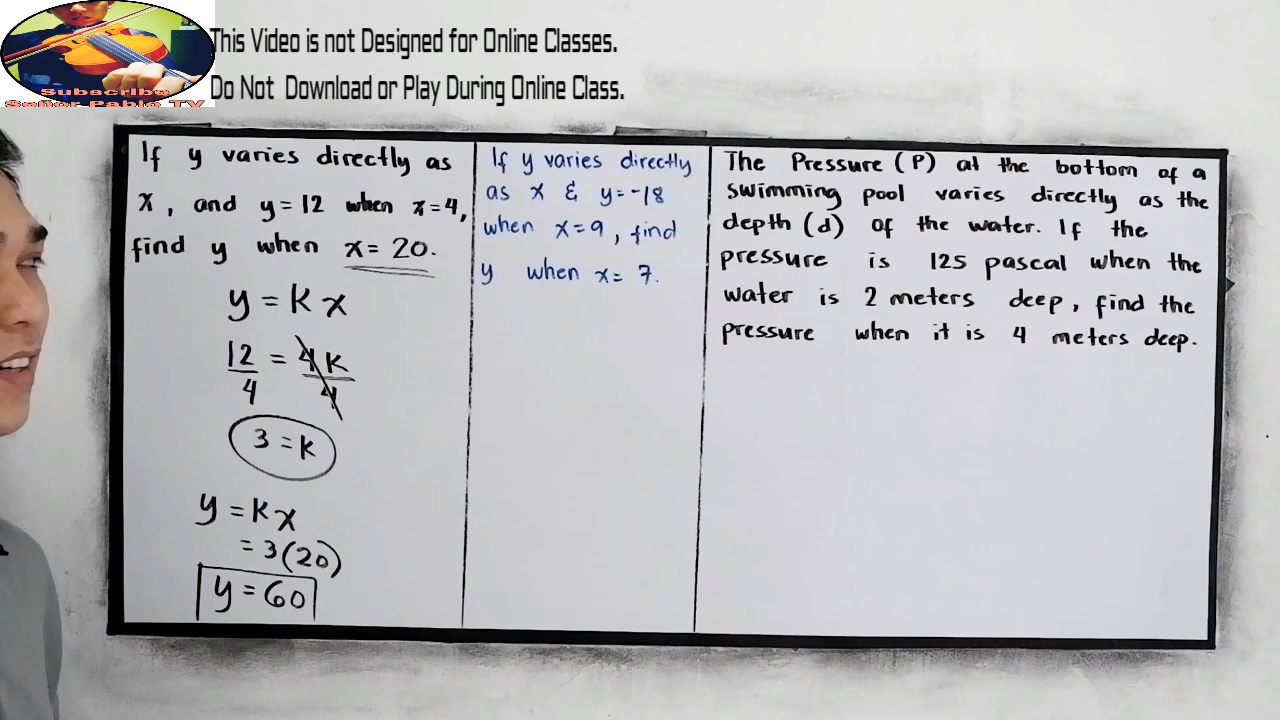 This Video is not Designed for Online Classes.
Do Not Download or Play During Online Class.
Subscribe
Señor Pablo TV
If y varies directly as
x, and y = 12 when x = 4,
find y when x = 20.
y = kx
12/4 = 4k/4
3 = k
y = kx
= 3(20)
y = 60
If y varies directly
as x & y = -18
when x = 9, find
y when x = 7.
The Pressure (P) at the bottom of a
swimming pool varies directly as the
depth (d) of the water. If the
pressure is 125 pascal when the
water is 2 meters deep, find the
pressure when it is 4 meters deep.